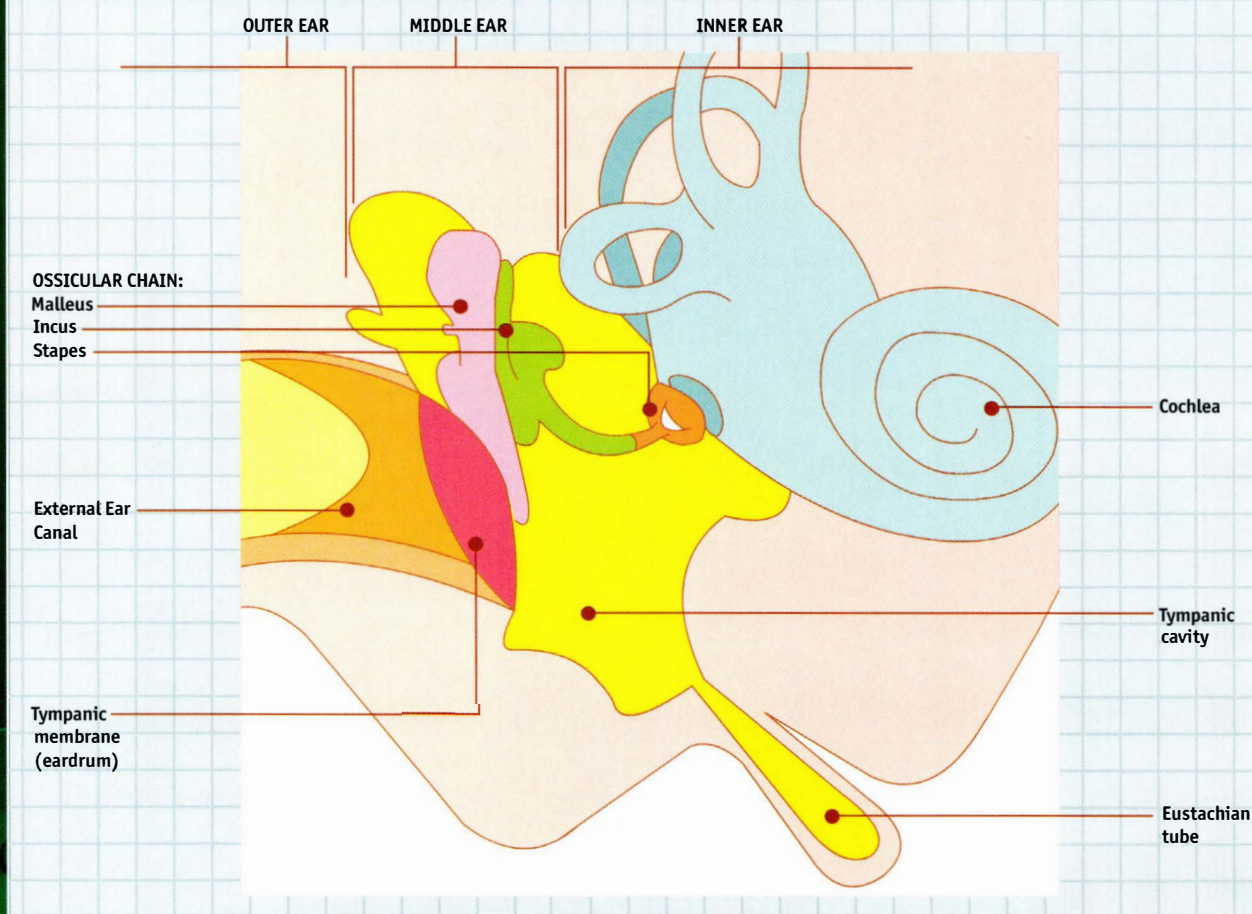 OUTER EAR
MIDDLE EAR
INNER EAR
OSSICULAR CHAIN:
Malleus
Incus
Stapes
Cochlea
External Ear
Canal
Tympanic
cavity
Tympanic
membrane
(eardrum)
Eustachian
tube